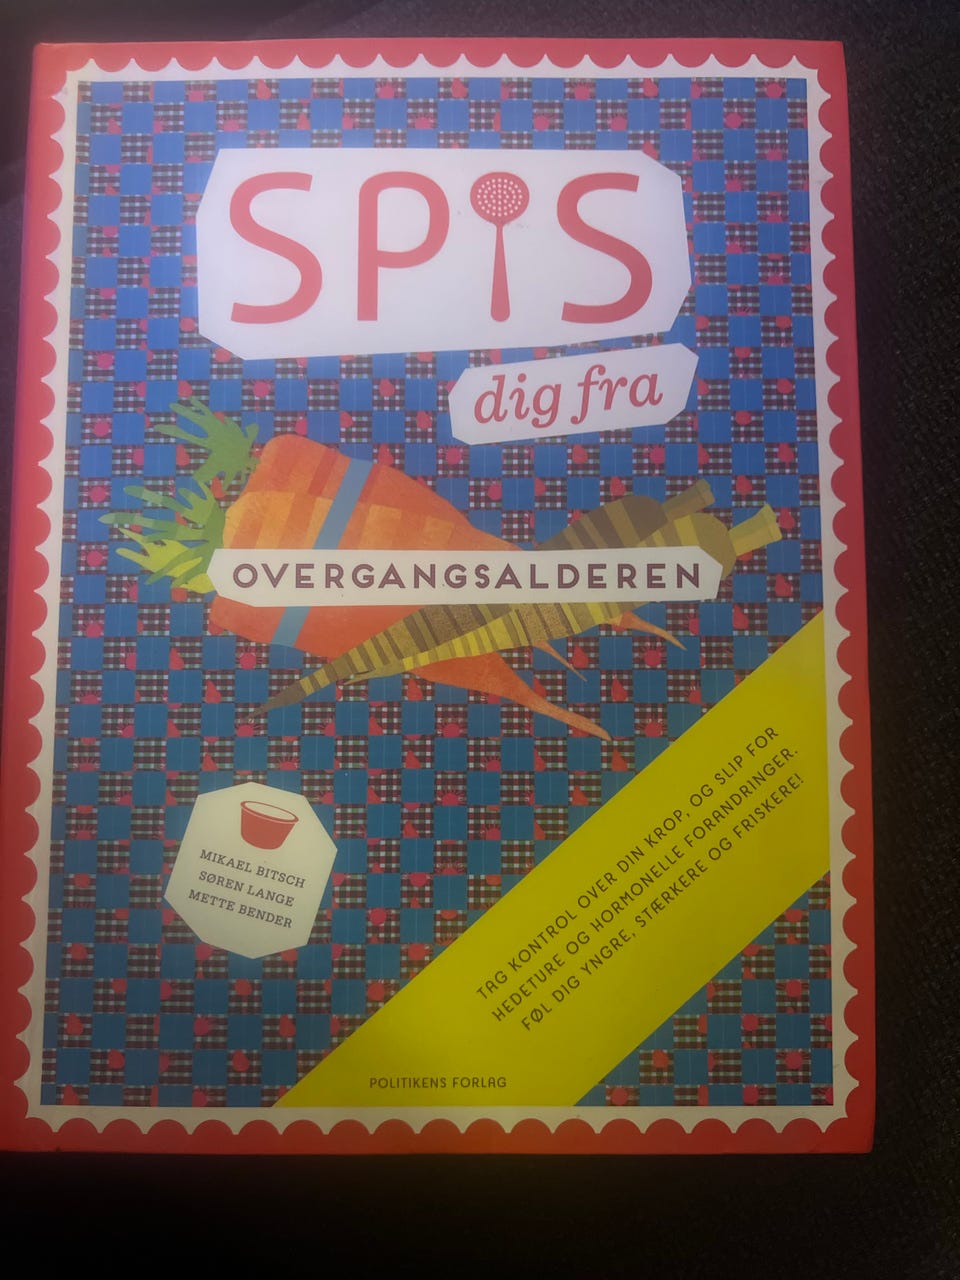 SPIS
dig fra
OVERGANGSALDEREN
MIKAEL BITSCH
SØREN LANGE
METTE BENDER
TAG KONTROL OVER DIN KROP, OG SLIP FOR
HEDETURE OG HORMONELLE FORANDRINGER.
FØL DIG YNGRE, STÆRKERE OG FRISKERE!
POLITIKENS FORLAG